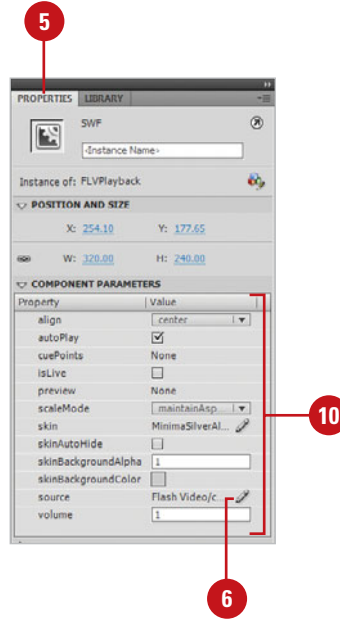 5
PROPERTIES LIBRARY
SWF
<Instance Name>
Instance of: FLVPlayback
POSITION AND SIZE
X: 254.10 Y: 177.65
W: 320.00 H: 240.00
COMPONENT PARAMETERS
Property Value
align center
autoPlay
cuePoints None
isLive
preview None
scaleMode maintainAsp...
skin MinimaSilverAl...
skinAutoHide
skinBackgroundAlpha 1
skinBackgroundColor
source Flash Video/c...
volume 1
10
6